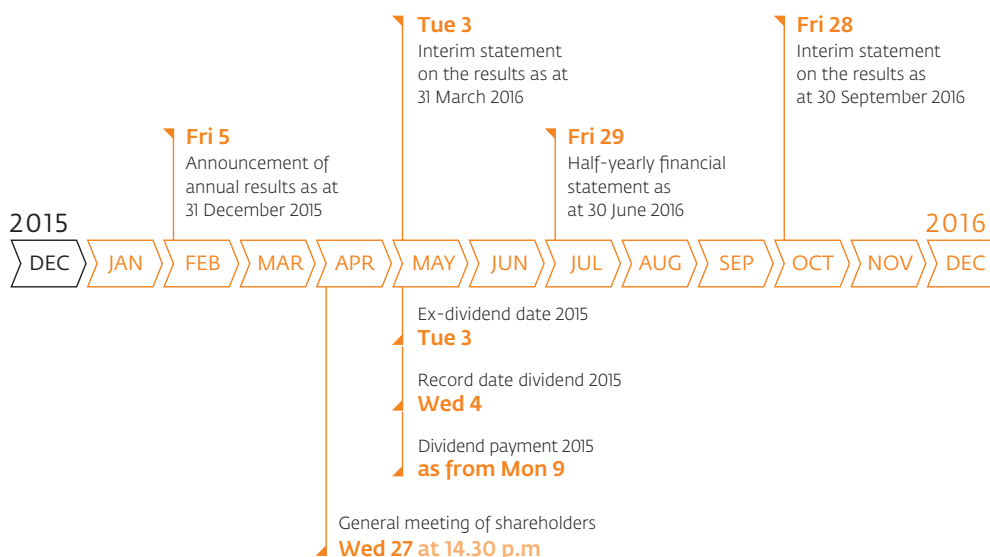 Tue 3
Interim statement
on the results as at
31 March 2016
Fri 28
Interim statement
on the results as
at 30 September 2016
Fri 5
Announcement of
annual results as at
31 December 2015
Fri 29
Half-yearly financial
statement as
at 30 June 2016
2015
2016
DEC JAN FEB MAR APR MAY JUN JUL AUG SEP OCT NOV DEC
Ex-dividend date 2015
Tue 3
Record date dividend 2015
Wed 4
Dividend payment 2015
as from Mon 9
General meeting of shareholders
Wed 27 at 14.30 p.m